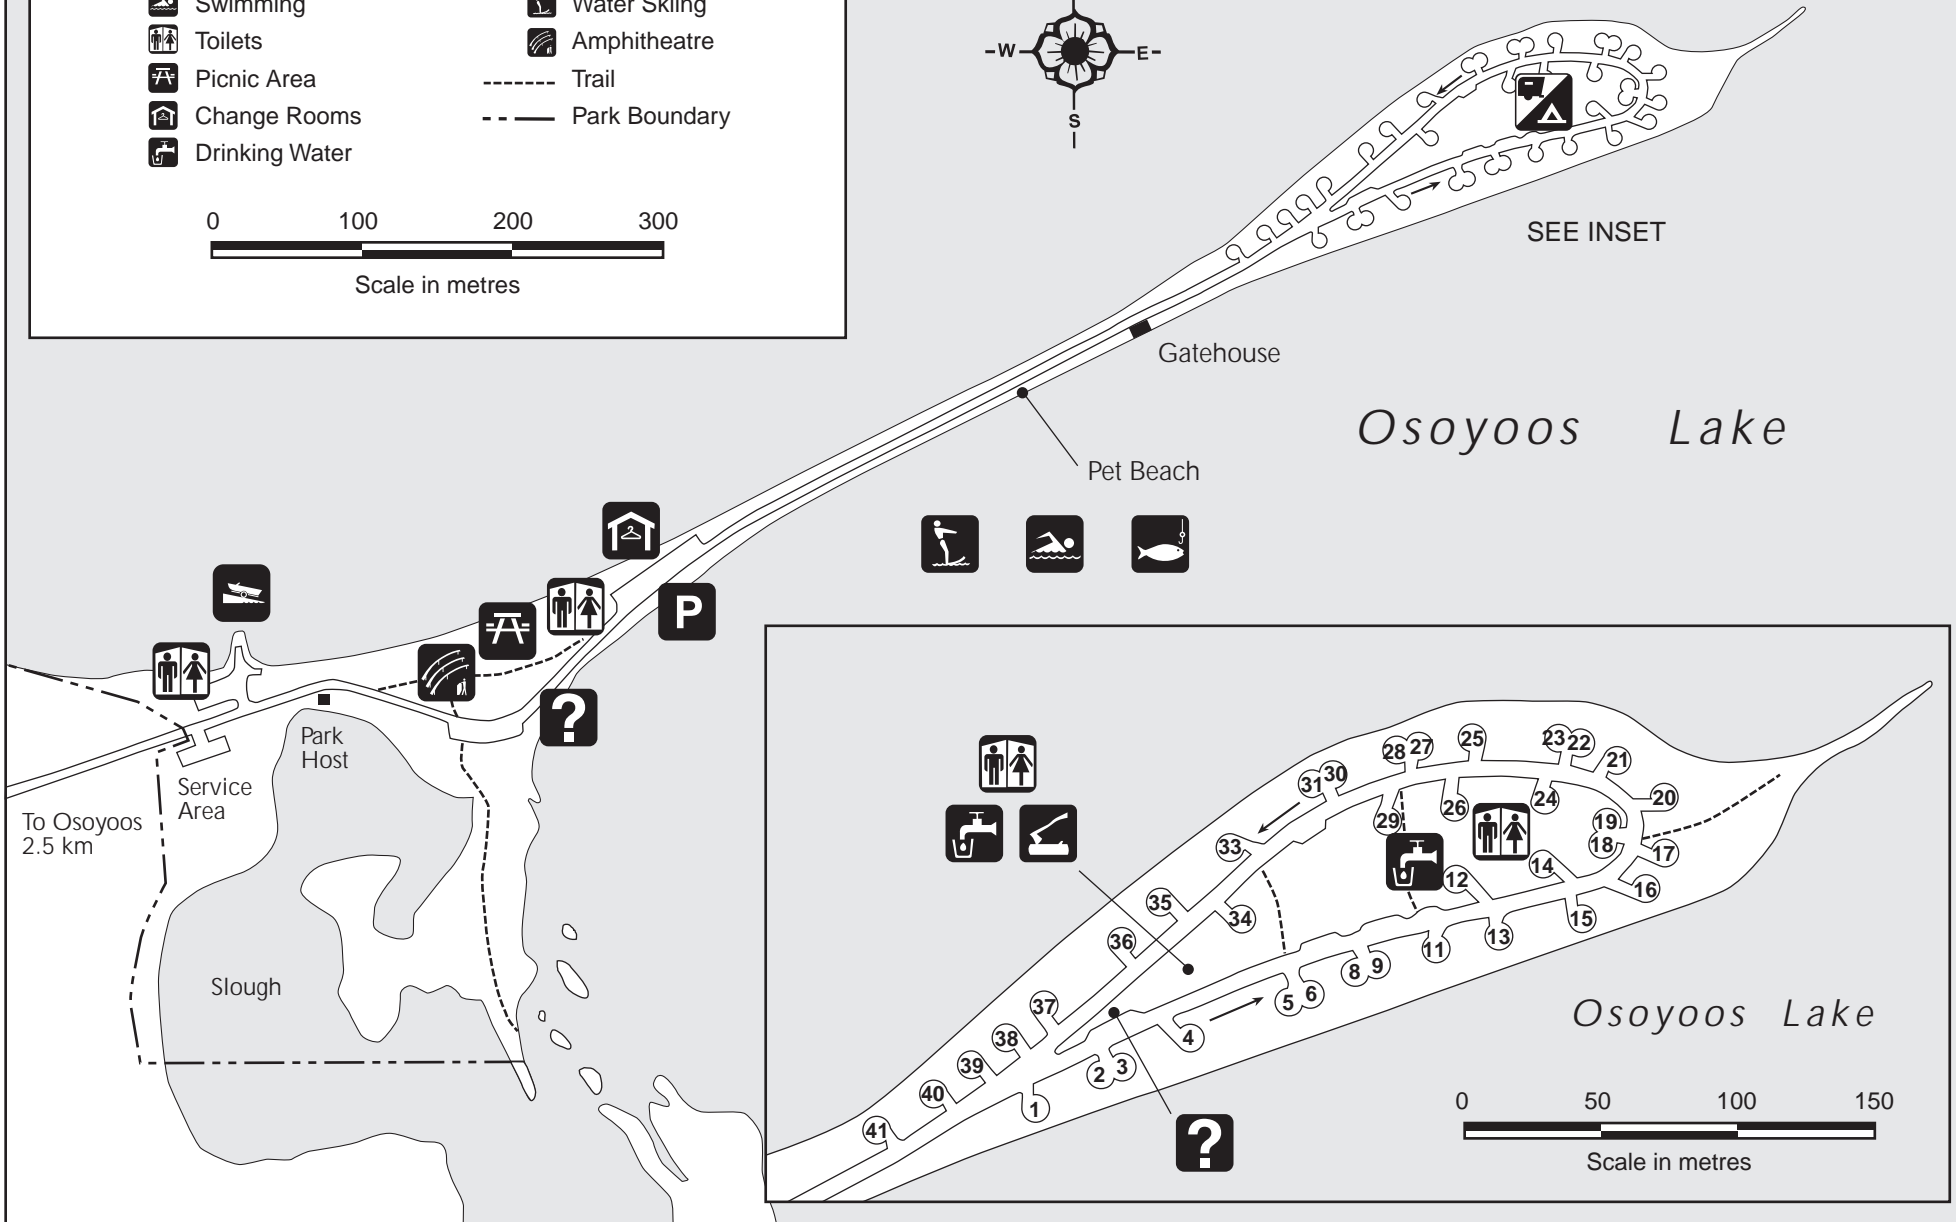 Swimming
Water Skiing
Toilets
Amphitheatre
Picnic Area
Trail
Change Rooms
Park Boundary
Drinking Water
0 100 200 300
Scale in metres
W E
S
SEE INSET
Gatehouse
Osoyoos Lake
Pet Beach
P
?
Park
Host
Service
Area
To Osoyoos
2.5 km
Slough
28 27 25 23 22 21
31 30
20
29 26 24 19
18 17
33
14
12
16
35 34 15
36 13
11
9
8
37 6
5
38 4
39 3
2
40 1
41
Osoyoos Lake
?
0 50 100 150
Scale in metres